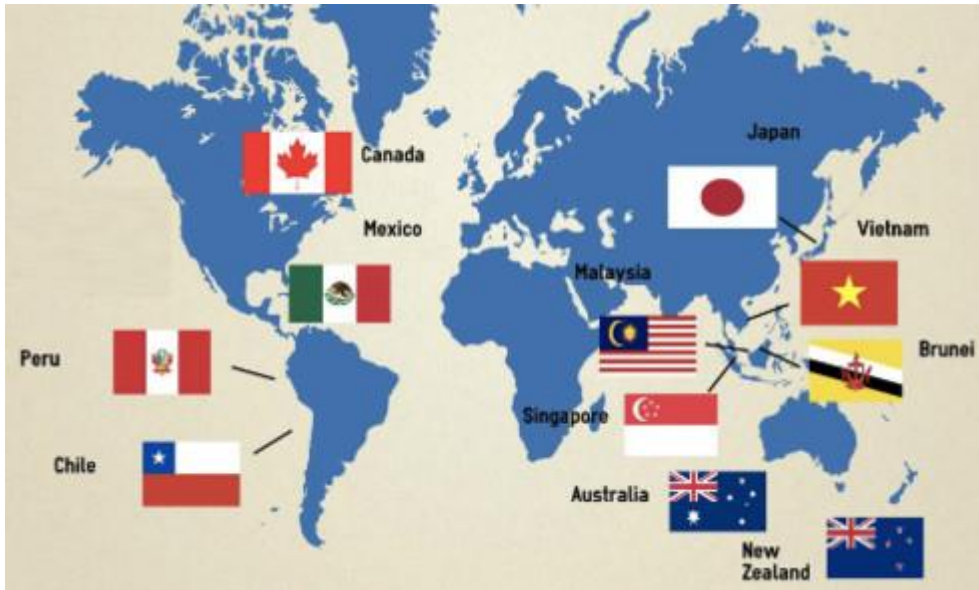 Japan
Canada
Mexico
Vietnam
Malaysia
Peru
Brunei
Singapore
Chile
Australia
New
Zealand